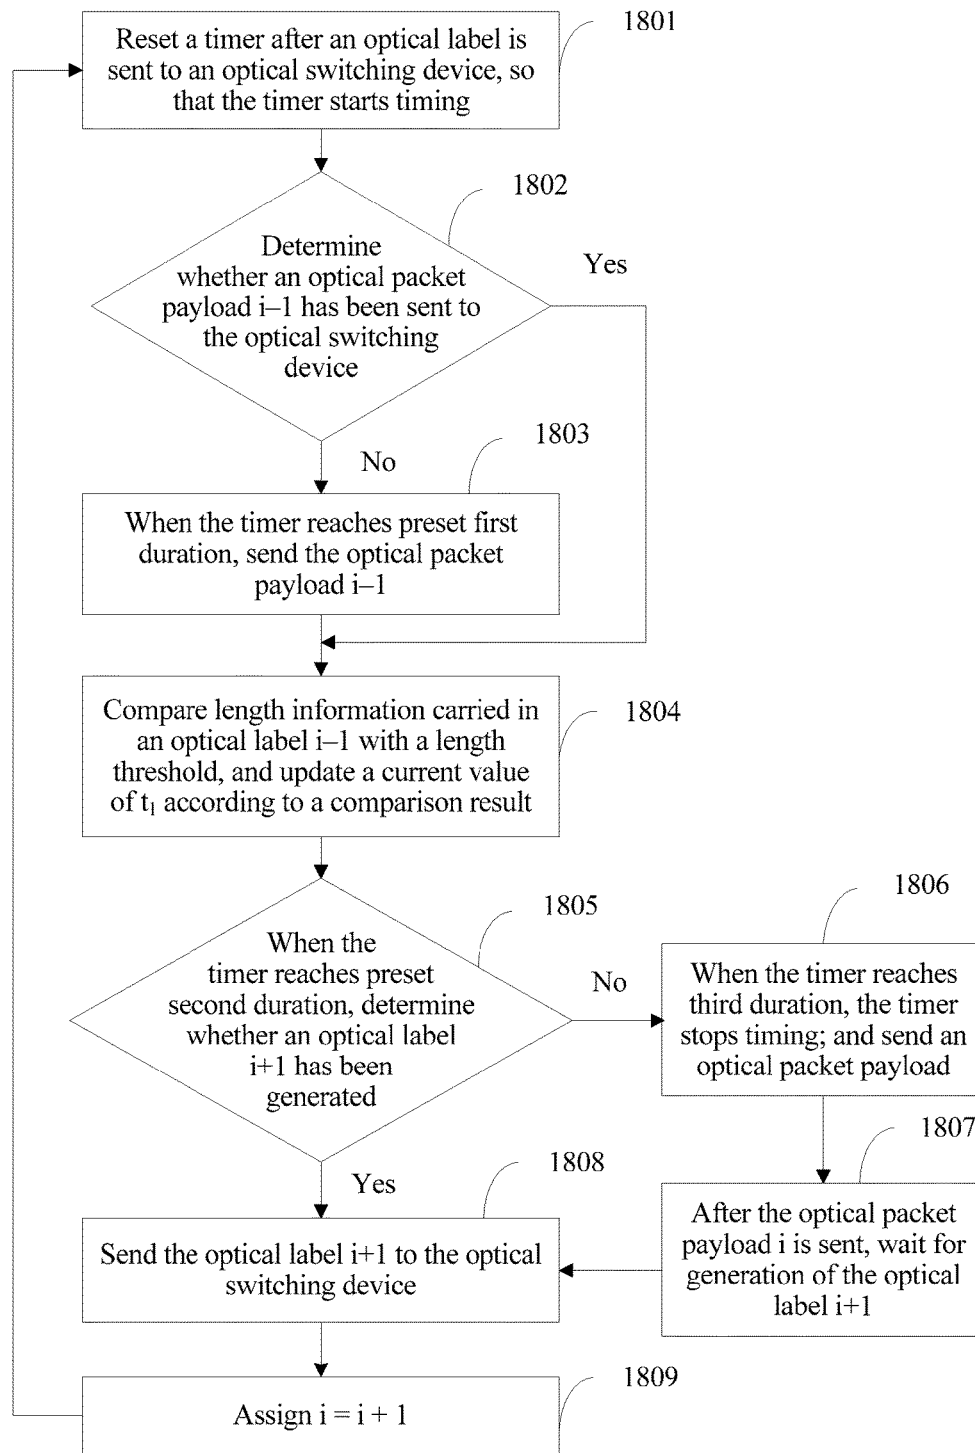 Reset a timer after an optical label is
sent to an optical switching device, so
that the timer starts timing
1801
1802
Determine
whether an optical packet
payload i–1 has been sent to
the optical switching
device
Yes
No
1803
When the timer reaches preset first
duration, send the optical packet
payload i–1
Compare length information carried in
an optical label i–1 with a length
threshold, and update a current value
of t₁ according to a comparison result
1804
1805
When the
timer reaches preset
second duration, determine
whether an optical label
i+1 has been
generated
No
1806
When the timer reaches
third duration, the timer
stops timing; and send an
optical packet payload
Yes
1807
After the optical packet
payload i is sent, wait for
generation of the optical
label i+1
1808
Send the optical label i+1 to the optical
switching device
1809
Assign i = i + 1